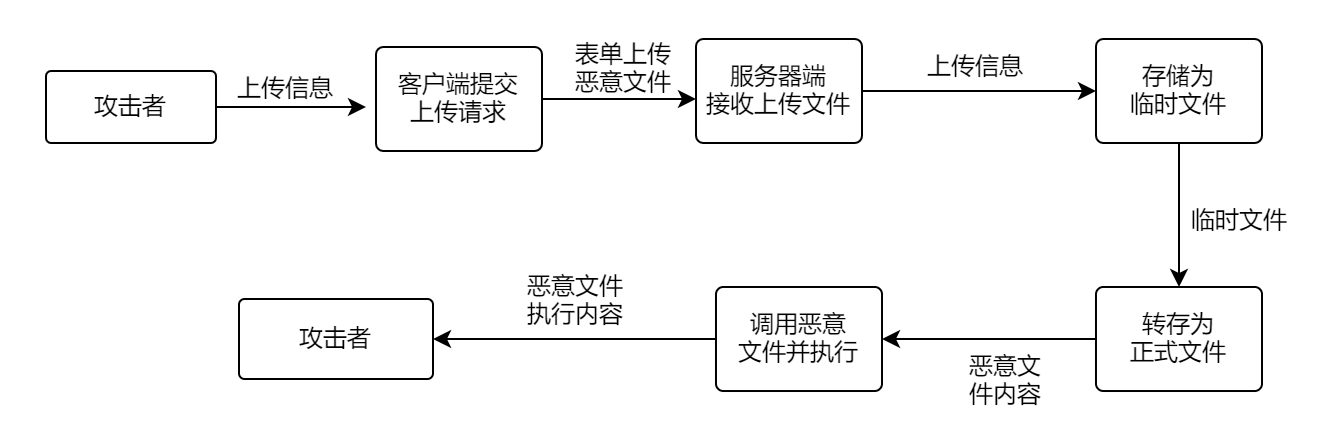 攻击者
上传信息
客户端提交
上传请求
表单上传
恶意文件
服务器端
接收上传文件
上传信息
存储为
临时文件
临时文件
转存为
正式文件
恶意文
件内容
调用恶意
文件并执行
恶意文件
执行内容
攻击者